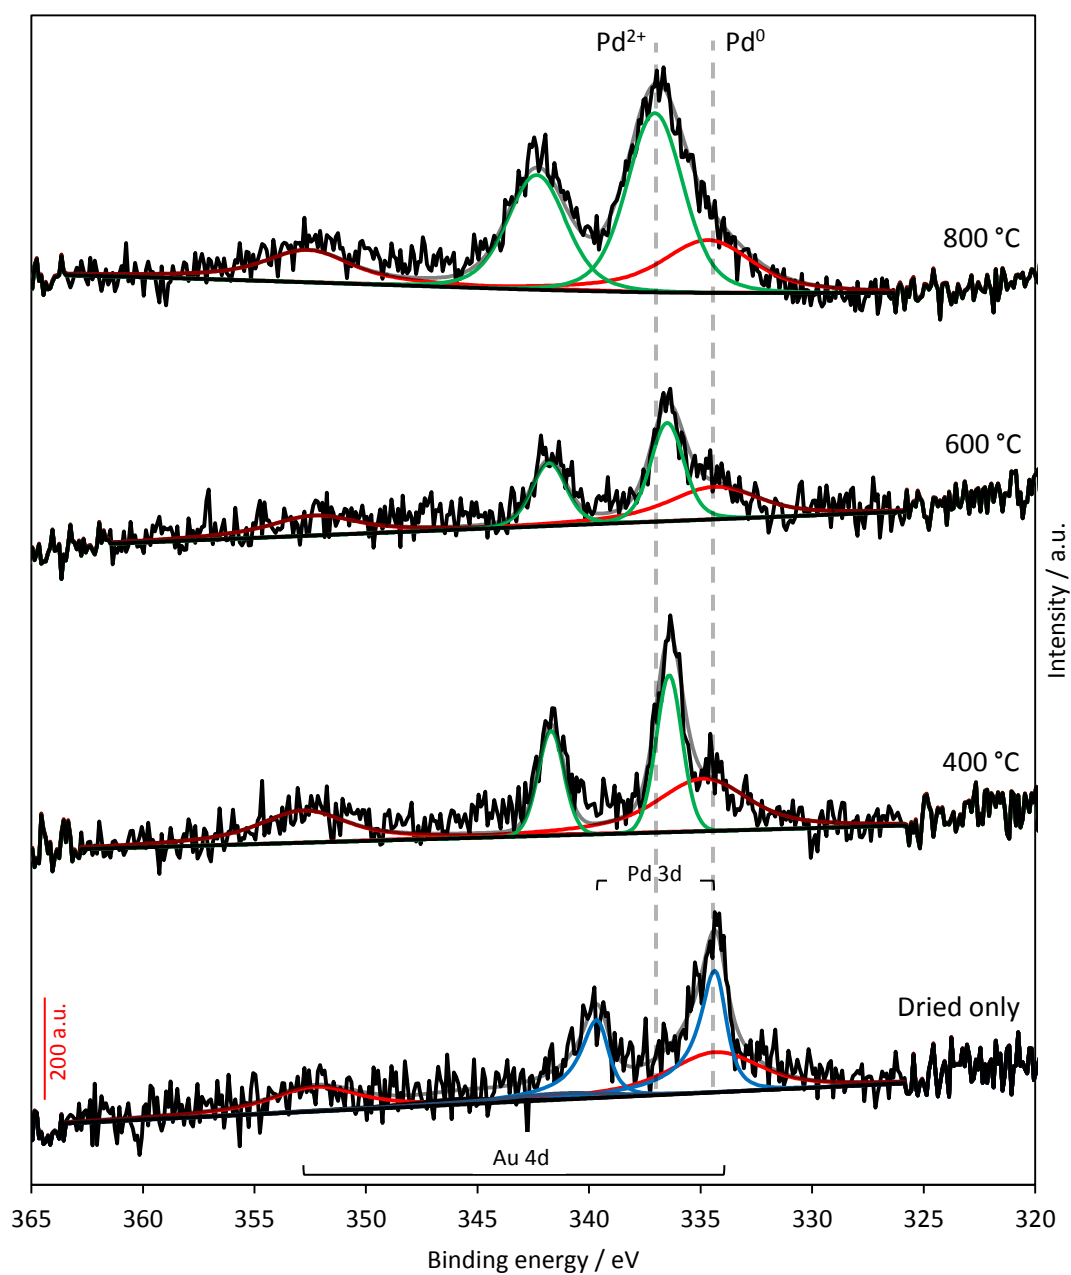 Pd²⁺ Pd⁰
800 °C
600 °C
Intensity / a.u.
400 °C
Pd 3d
Dried only
200 a.u.
Au 4d
365 360 355 350 345 340 335 330 325 320
Binding energy / eV